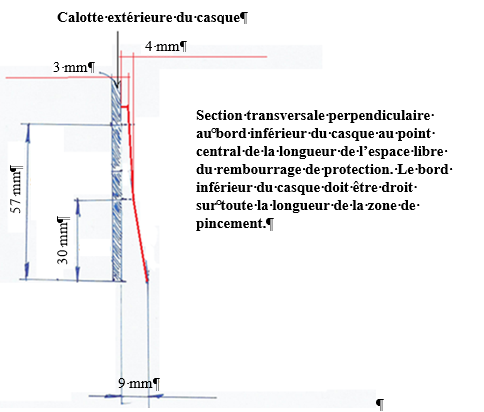 Calotte·extérieure·du·casque¶
4·mm¶
3·mm¶
Section·transversale·perpendiculaire·
au°bord·inférieur·du·casque·au·point·
central·de·la·longueur·de·l’espace·libre·
du·rembourrage·de·protection.·Le·bord·
inférieur·du·casque·doit·être·droit·
sur°toute·la·longueur·de·la·zone·de·
pincement.¶
57·mm¶
30·mm¶
9·mm¶
¶